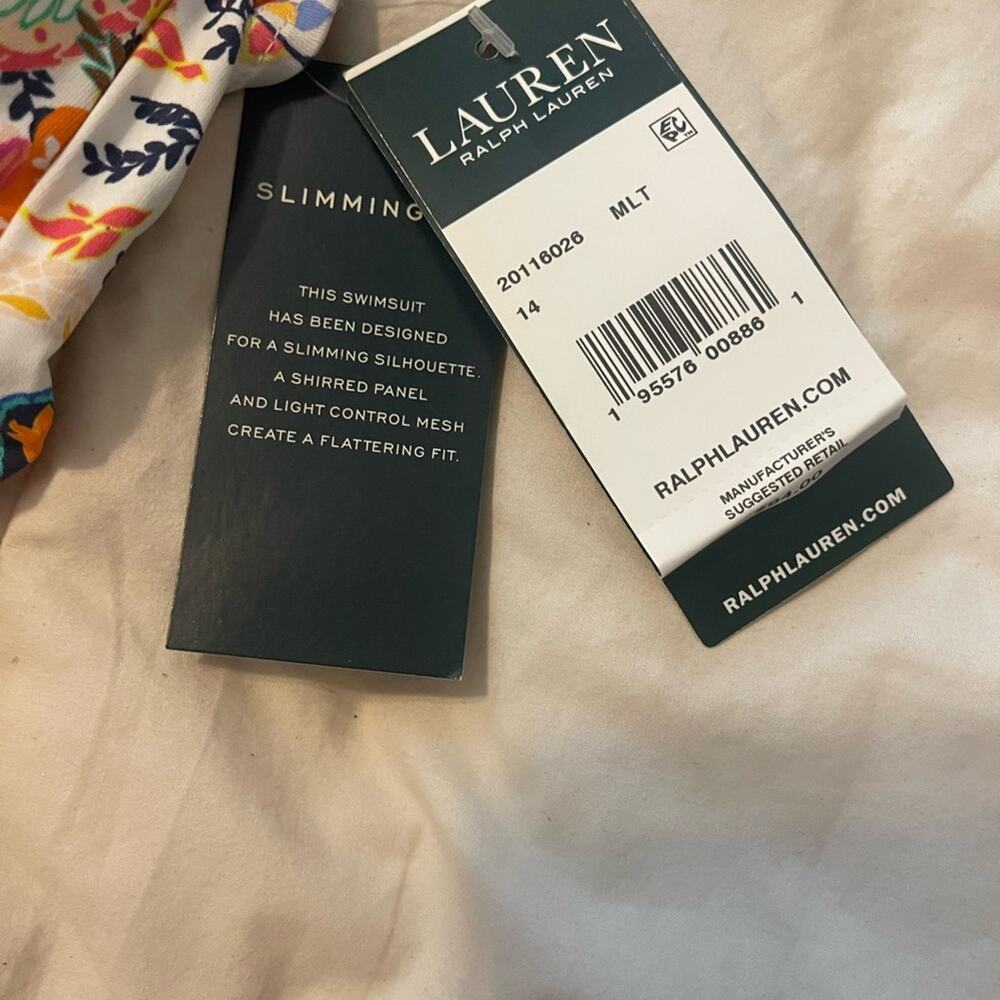 SLIMMING
THIS SWIMSUIT
HAS BEEN DESIGNED
FOR A SLIMMING SILHOUETTE.
A SHIRRED PANEL
AND LIGHT CONTROL MESH
CREATE A FLATTERING FIT.
LAUREN
RALPH LAUREN
EPC™
20116026 MLT
14
1 95576 00886 1
RALPHLAUREN.COM
MANUFACTURER'S
SUGGESTED RETAIL
RALPHLAUREN.COM